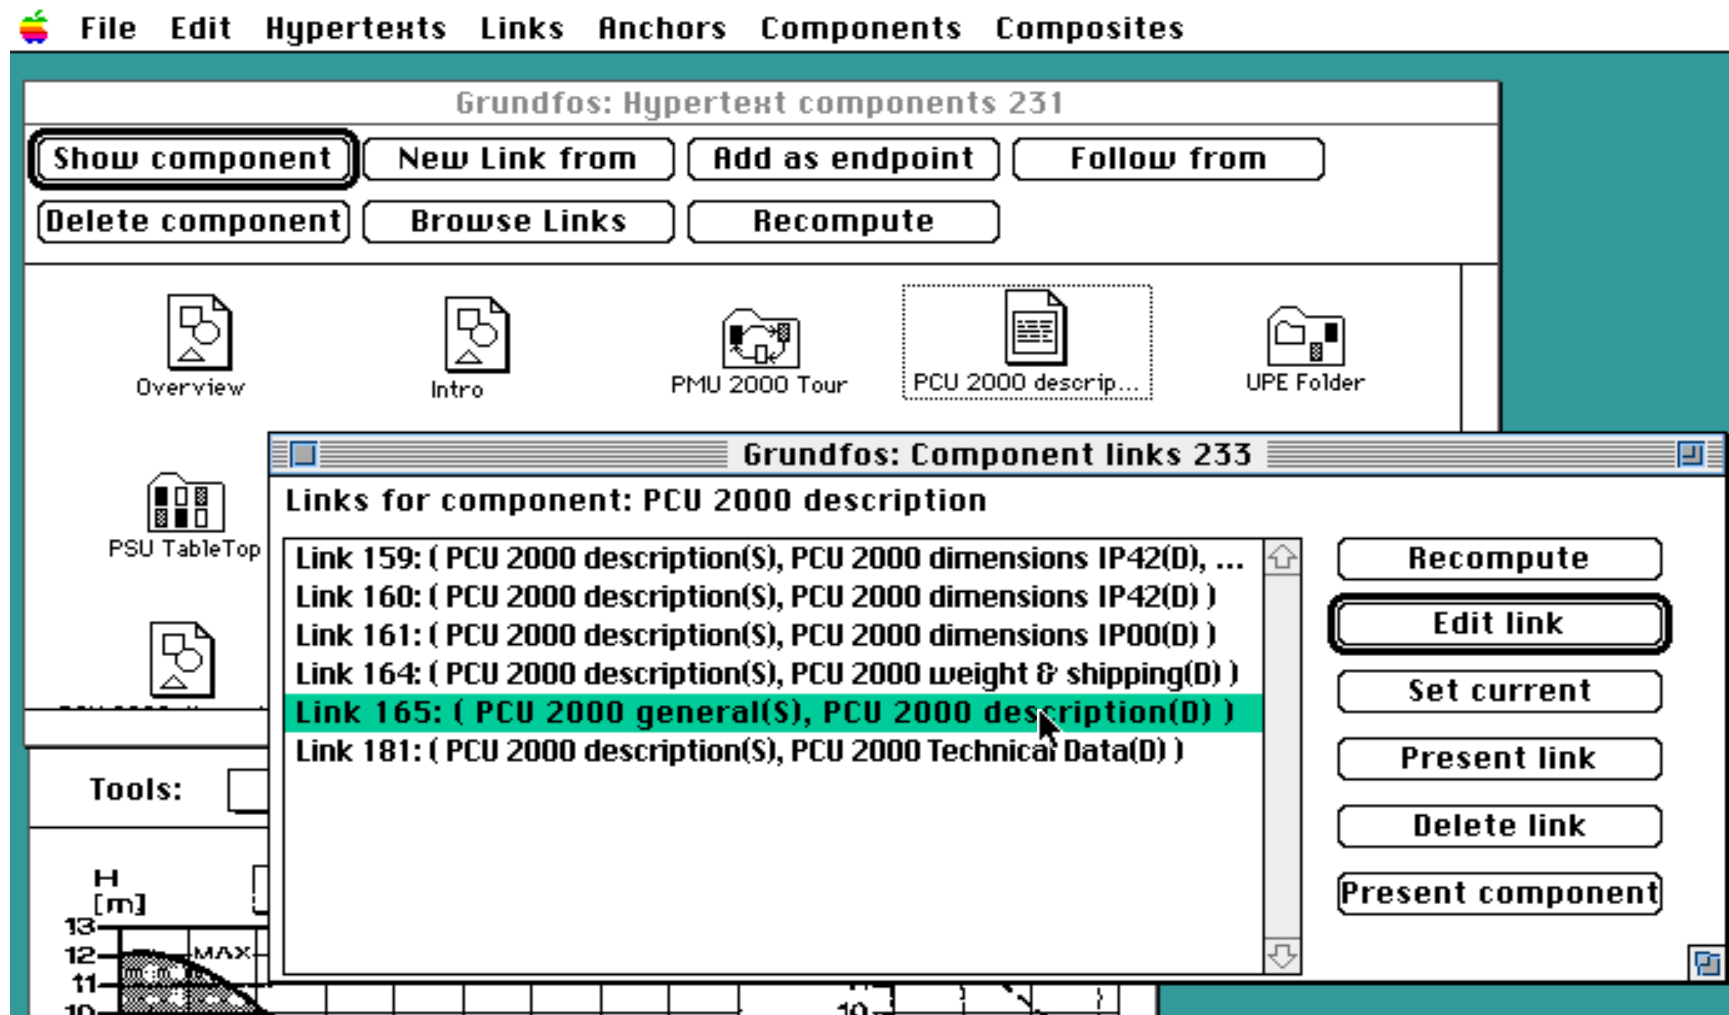 File Edit Hypertexts Links Anchors Components Composites
Grundfos: Hypertext components 231
Show component New Link from Add as endpoint Follow from
Delete component Browse Links Recompute
Overview Intro PMU 2000 Tour PCU 2000 descrip... UPE Folder
PSU TableTop
Grundfos: Component links 233
Links for component: PCU 2000 description
Link 159: ( PCU 2000 description(S), PCU 2000 dimensions IP42(D), ...
Link 160: ( PCU 2000 description(S), PCU 2000 dimensions IP42(D) )
Link 161: ( PCU 2000 description(S), PCU 2000 dimensions IP00(D) )
Link 164: ( PCU 2000 description(S), PCU 2000 weight & shipping(D) )
Link 165: ( PCU 2000 general(S), PCU 2000 description(D) )
Link 181: ( PCU 2000 description(S), PCU 2000 Technical Data(D) )
Recompute
Edit link
Set current
Present link
Delete link
Present component
Tools:
H
[m]
13
12 MAX
11
10 10